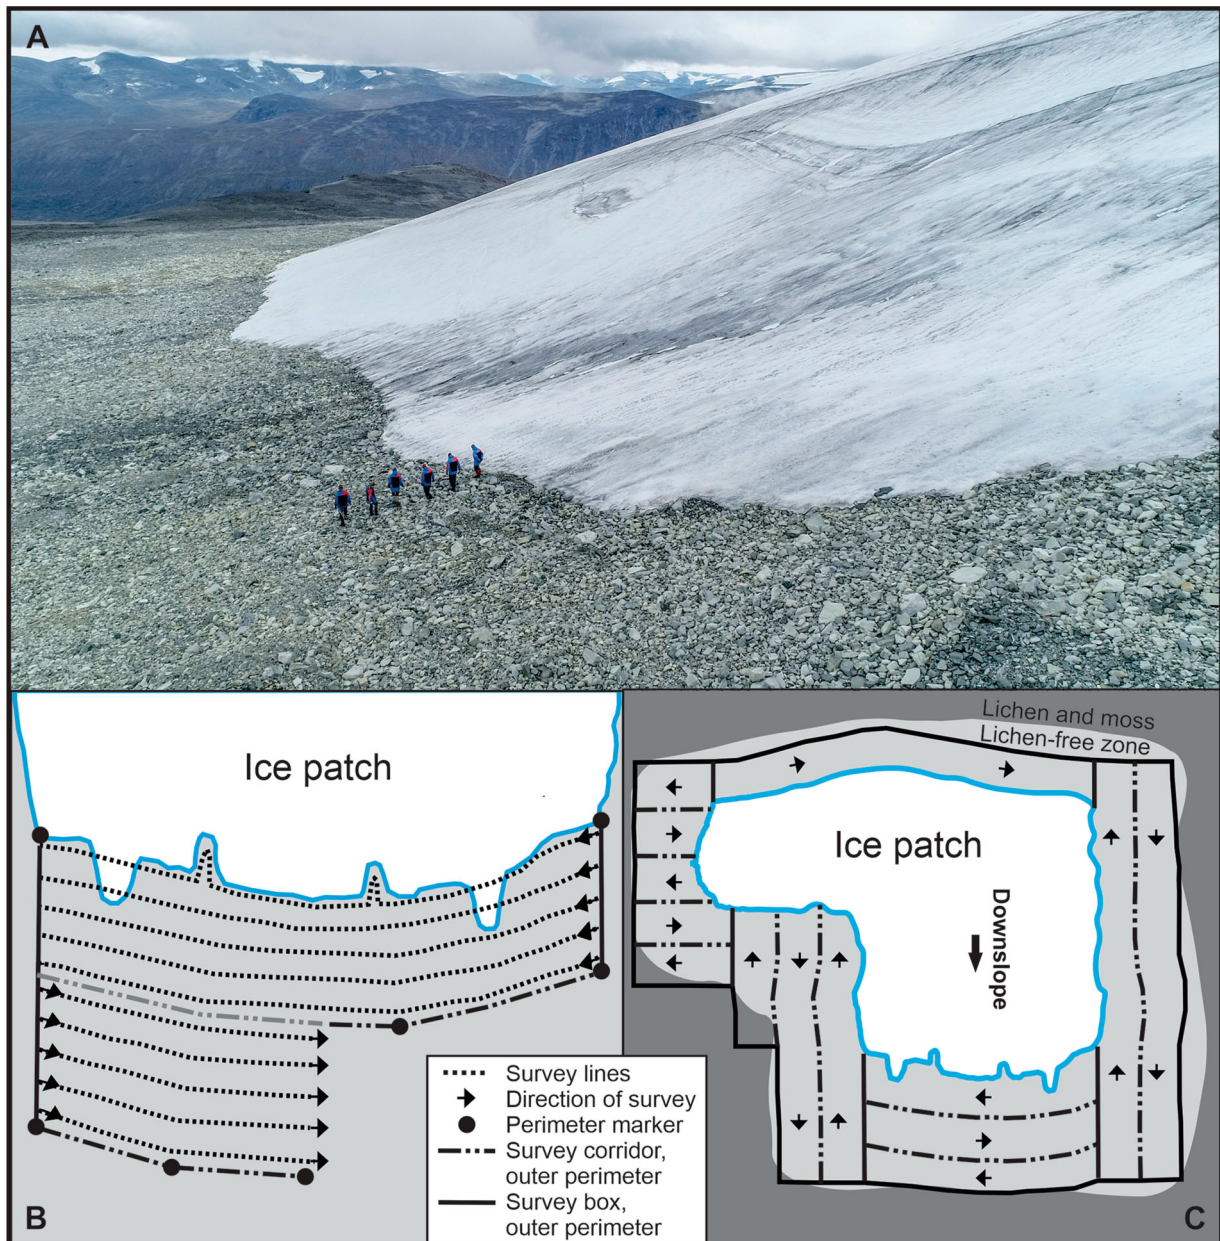 A
Ice patch
Survey lines
Direction of survey
Perimeter marker
Survey corridor,
outer perimeter
Survey box,
outer perimeter
B
Lichen and moss
Lichen-free zone
Ice patch
Downslope
C